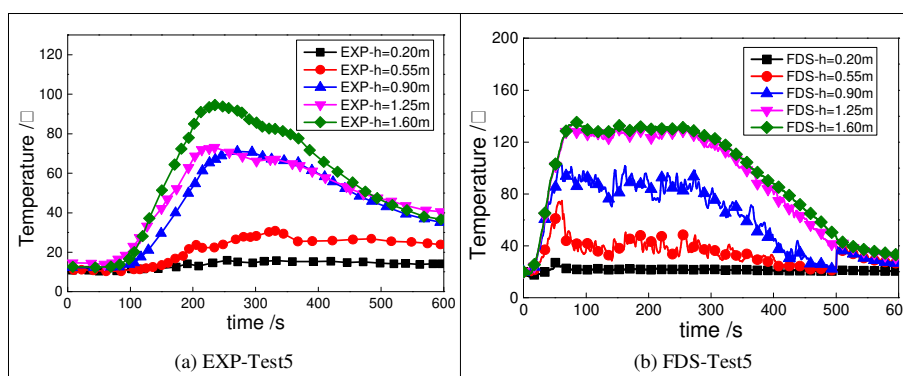 120
100
80
60
40
20
0
Temperature /□
EXP-h=0.20m
EXP-h=0.55m
EXP-h=0.90m
EXP-h=1.25m
EXP-h=1.60m
0 100 200 300 400 500 600
time /s
(a) EXP-Test5
200
160
120
80
40
0
Temperature /□
FDS-h=0.20m
FDS-h=0.55m
FDS-h=0.90m
FDS-h=1.25m
FDS-h=1.60m
0 100 200 300 400 500 600
time /s
(b) FDS-Test5